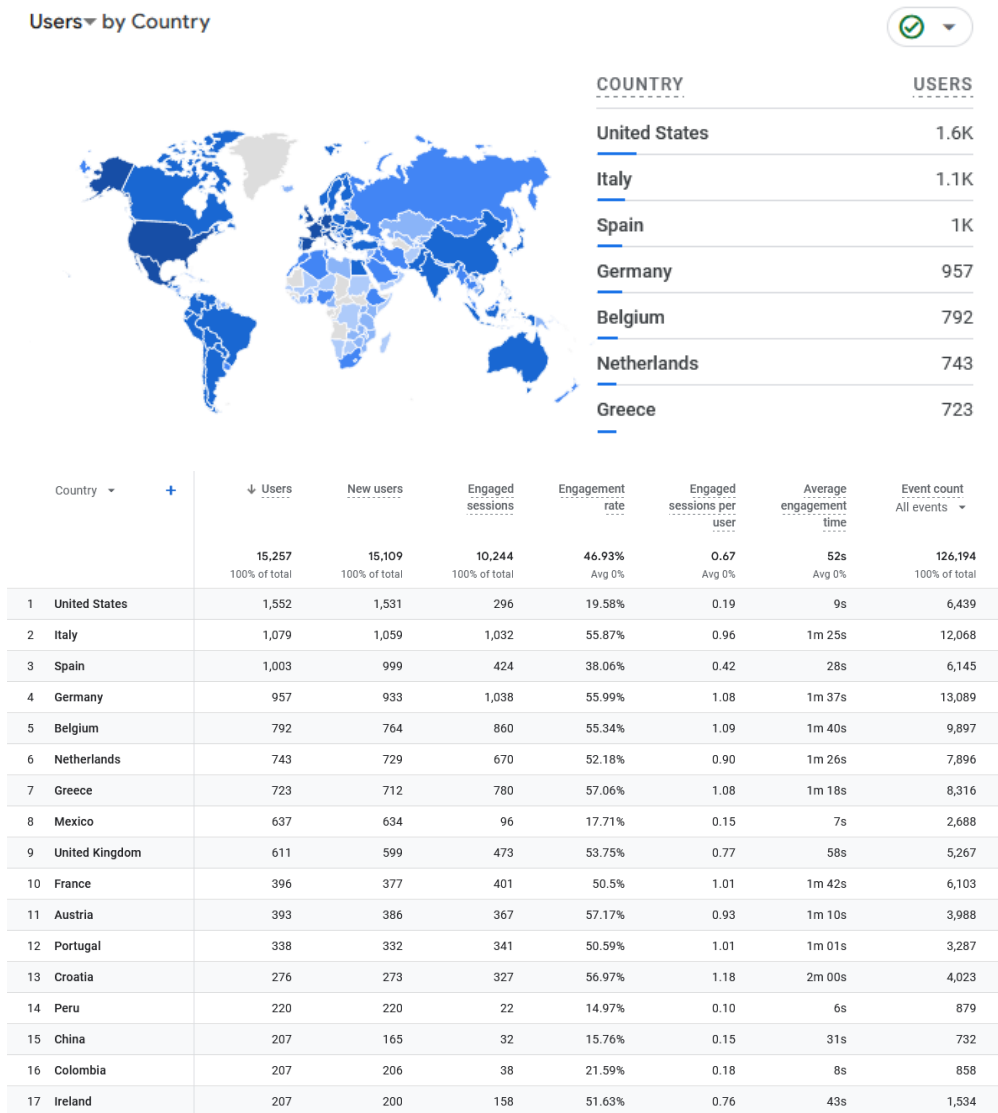 Users by Country
COUNTRY USERS
United States 1.6K
Italy 1.1K
Spain 1K
Germany 957
Belgium 792
Netherlands 743
Greece 723
Country + ↓ Users New users Engaged sessions Engagement rate Engaged sessions per user Average engagement time Event count
All events
15,257 15,109 10,244 46.93% 0.67 52s 126,194
100% of total 100% of total 100% of total Avg 0% Avg 0% Avg 0% 100% of total
1 United States 1,552 1,531 296 19.58% 0.19 9s 6,439
2 Italy 1,079 1,059 1,032 55.87% 0.96 1m 25s 12,068
3 Spain 1,003 999 424 38.06% 0.42 28s 6,145
4 Germany 957 933 1,038 55.99% 1.08 1m 37s 13,089
5 Belgium 792 764 860 55.34% 1.09 1m 40s 9,897
6 Netherlands 743 729 670 52.18% 0.90 1m 26s 7,896
7 Greece 723 712 780 57.06% 1.08 1m 18s 8,316
8 Mexico 637 634 96 17.71% 0.15 7s 2,688
9 United Kingdom 611 599 473 53.75% 0.77 58s 5,267
10 France 396 377 401 50.5% 1.01 1m 42s 6,103
11 Austria 393 386 367 57.17% 0.93 1m 10s 3,988
12 Portugal 338 332 341 50.59% 1.01 1m 01s 3,287
13 Croatia 276 273 327 56.97% 1.18 2m 00s 4,023
14 Peru 220 220 22 14.97% 0.10 6s 879
15 China 207 165 32 15.76% 0.15 31s 732
16 Colombia 207 206 38 21.59% 0.18 8s 858
17 Ireland 207 200 158 51.63% 0.76 43s 1,534